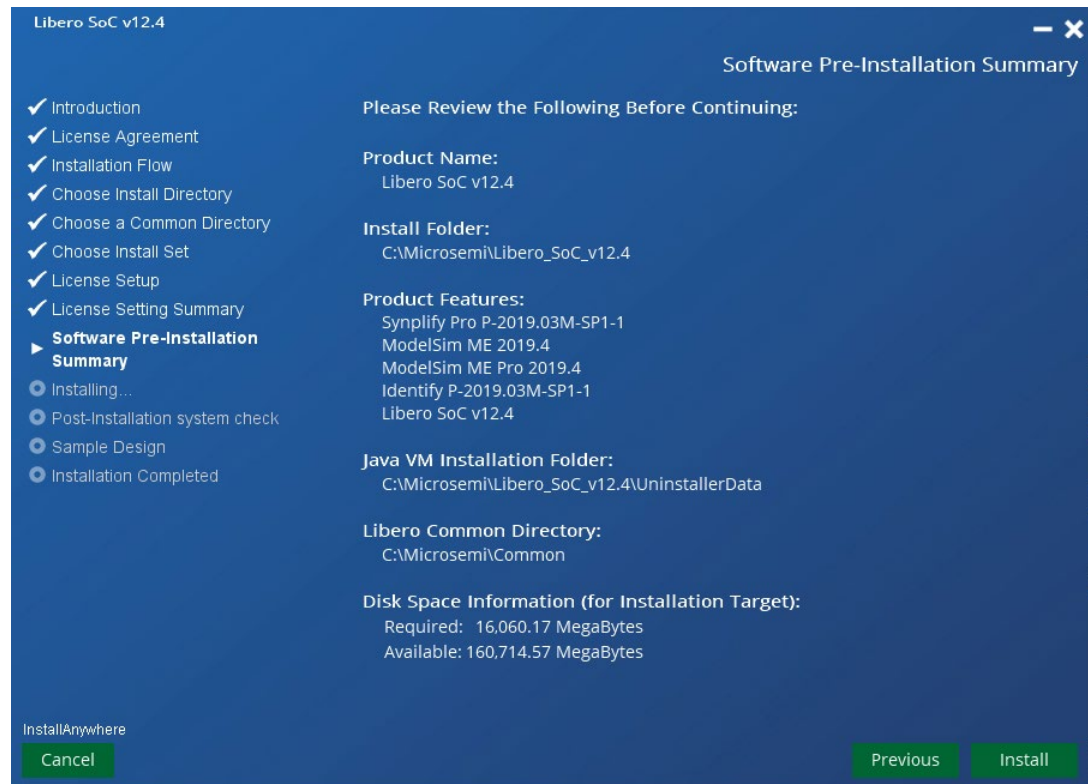 Libero SoC v12.4
Software Pre-Installation Summary
Introduction
License Agreement
Installation Flow
Choose Install Directory
Choose a Common Directory
Choose Install Set
License Setup
License Setting Summary
Software Pre-Installation
Summary
Installing...
Post-Installation system check
Sample Design
Installation Completed
Please Review the Following Before Continuing:
Product Name:
Libero SoC v12.4
Install Folder:
C:\Microsemi\Libero_SoC_v12.4
Product Features:
Synplify Pro P-2019.03M-SP1-1
ModelSim ME 2019.4
ModelSim ME Pro 2019.4
Identify P-2019.03M-SP1-1
Libero SoC v12.4
Java VM Installation Folder:
C:\Microsemi\Libero_SoC_v12.4\UninstallerData
Libero Common Directory:
C:\Microsemi\Common
Disk Space Information (for Installation Target):
Required: 16,060.17 MegaBytes
Available: 160,714.57 MegaBytes
InstallAnywhere
Cancel
Previous
Install